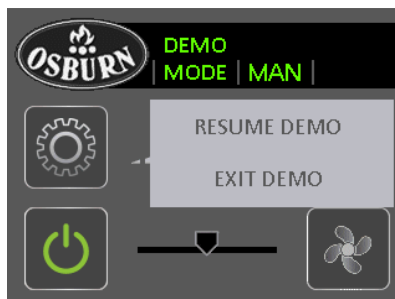 OSBURN
DEMO
MODE | MAN |
RESUME DEMO
EXIT DEMO